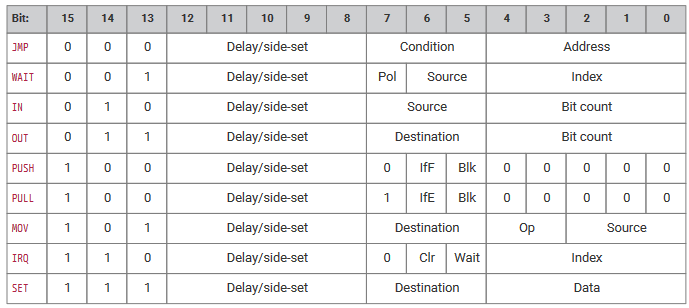 Bit: 15 14 13 12 11 10 9 8 7 6 5 4 3 2 1 0
JMP 0 0 0 Delay/side-set Condition Address
WAIT 0 0 1 Delay/side-set Pol Source Index
IN 0 1 0 Delay/side-set Source Bit count
OUT 0 1 1 Delay/side-set Destination Bit count
PUSH 1 0 0 Delay/side-set 0 IfF Blk 0 0 0 0 0
PULL 1 0 0 Delay/side-set 1 IfE Blk 0 0 0 0 0
MOV 1 0 1 Delay/side-set Destination Op Source
IRQ 1 1 0 Delay/side-set 0 Clr Wait Index
SET 1 1 1 Delay/side-set Destination Data